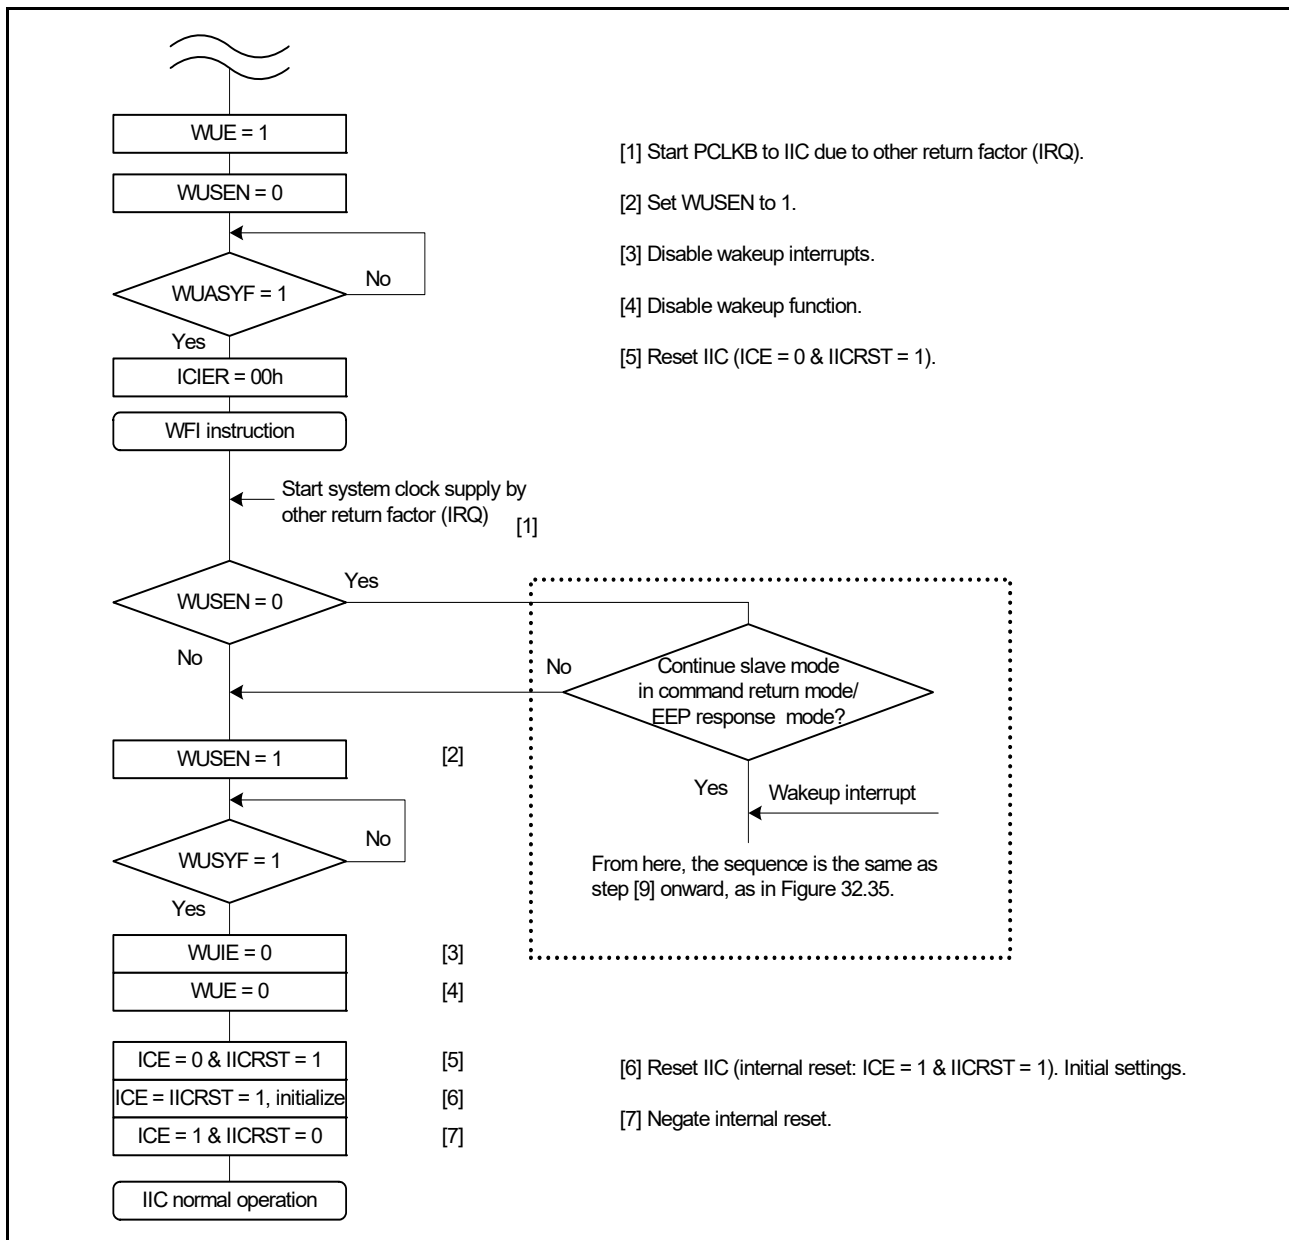 WUE = 1
[1] Start PCLKB to IIC due to other return factor (IRQ).
WUSEN = 0
[2] Set WUSEN to 1.
[3] Disable wakeup interrupts.
No
WUASYF = 1
[4] Disable wakeup function.
Yes
[5] Reset IIC (ICE = 0 & IICRST = 1).
ICIER = 00h
WFI instruction
Start system clock supply by
other return factor (IRQ)
[1]
Yes
WUSEN = 0
No
No
Continue slave mode
in command return mode/
EEP response mode?
WUSEN = 1
[2]
Yes
Wakeup interrupt
No
WUSYF = 1
From here, the sequence is the same as
step [9] onward, as in Figure 32.35.
Yes
WUIE = 0
[3]
WUE = 0
[4]
ICE = 0 & IICRST = 1
[5]
[6] Reset IIC (internal reset: ICE = 1 & IICRST = 1). Initial settings.
ICE = IICRST = 1, initialize
[6]
[7] Negate internal reset.
ICE = 1 & IICRST = 0
[7]
IIC normal operation